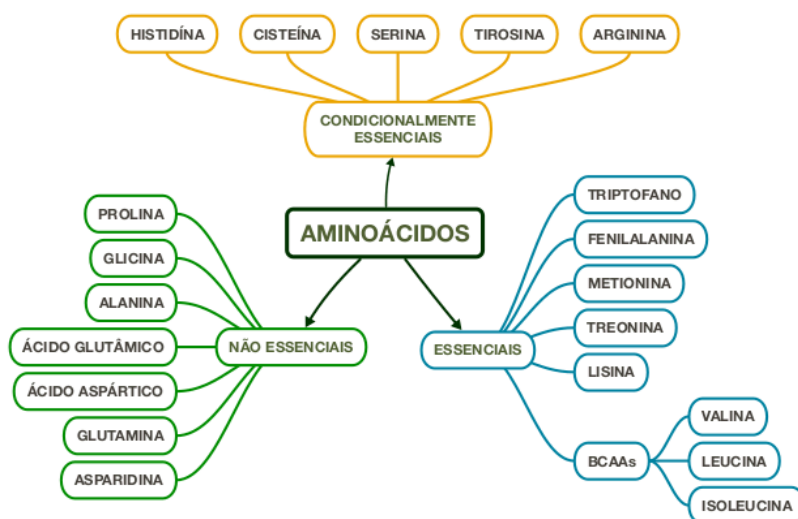 HISTIDÍNA
CISTEÍNA
SERINA
TIROSINA
ARGININA
CONDICIONALMENTE
ESSENCIAIS
AMINOÁCIDOS
PROLINA
GLICINA
ALANINA
ÁCIDO GLUTÂMICO
ÁCIDO ASPÁRTICO
GLUTAMINA
ASPARIDINA
NÃO ESSENCIAIS
ESSENCIAIS
TRIPTOFANO
FENILALANINA
METIONINA
TREONINA
LISINA
BCAAs
VALINA
LEUCINA
ISOLEUCINA